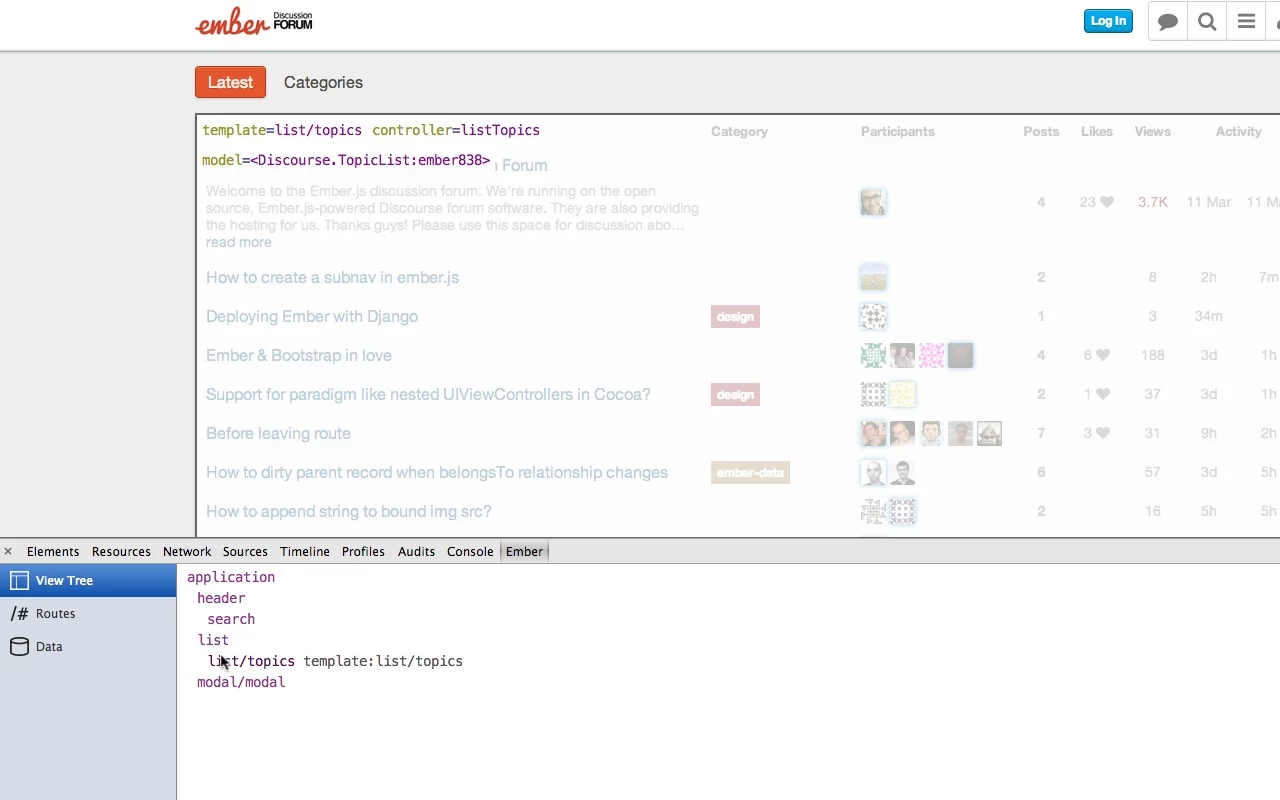 ember Discussion FORUM Log In
Latest Categories
template=list/topics controller=listTopics Category Participants Posts Likes Views Activity
model=<Discourse.TopicList:ember838> Forum
Welcome to the Ember.js discussion forum. We're running on the open
source, Ember.js-powered Discourse forum software. They are also providing
the hosting for us. Thanks guys! Please use this space for discussion abo…
read more
4 23 3.7K 11 Mar 11 Ma
How to create a subnav in ember.js 2 8 2h 7m
Deploying Ember with Django design 1 3 34m
Ember & Bootstrap in love 4 6 188 3d 1h
Support for paradigm like nested UIViewControllers in Cocoa? design 2 1 37 3d 1h
Before leaving route 7 3 31 9h 2h
How to dirty parent record when belongsTo relationship changes ember-data 6 57 3d 5h
How to append string to bound img src? 2 16 5h 5h
× Elements Resources Network Sources Timeline Profiles Audits Console Ember
View Tree
/# Routes
Data
application
header
search
list
list/topics template:list/topics
modal/modal